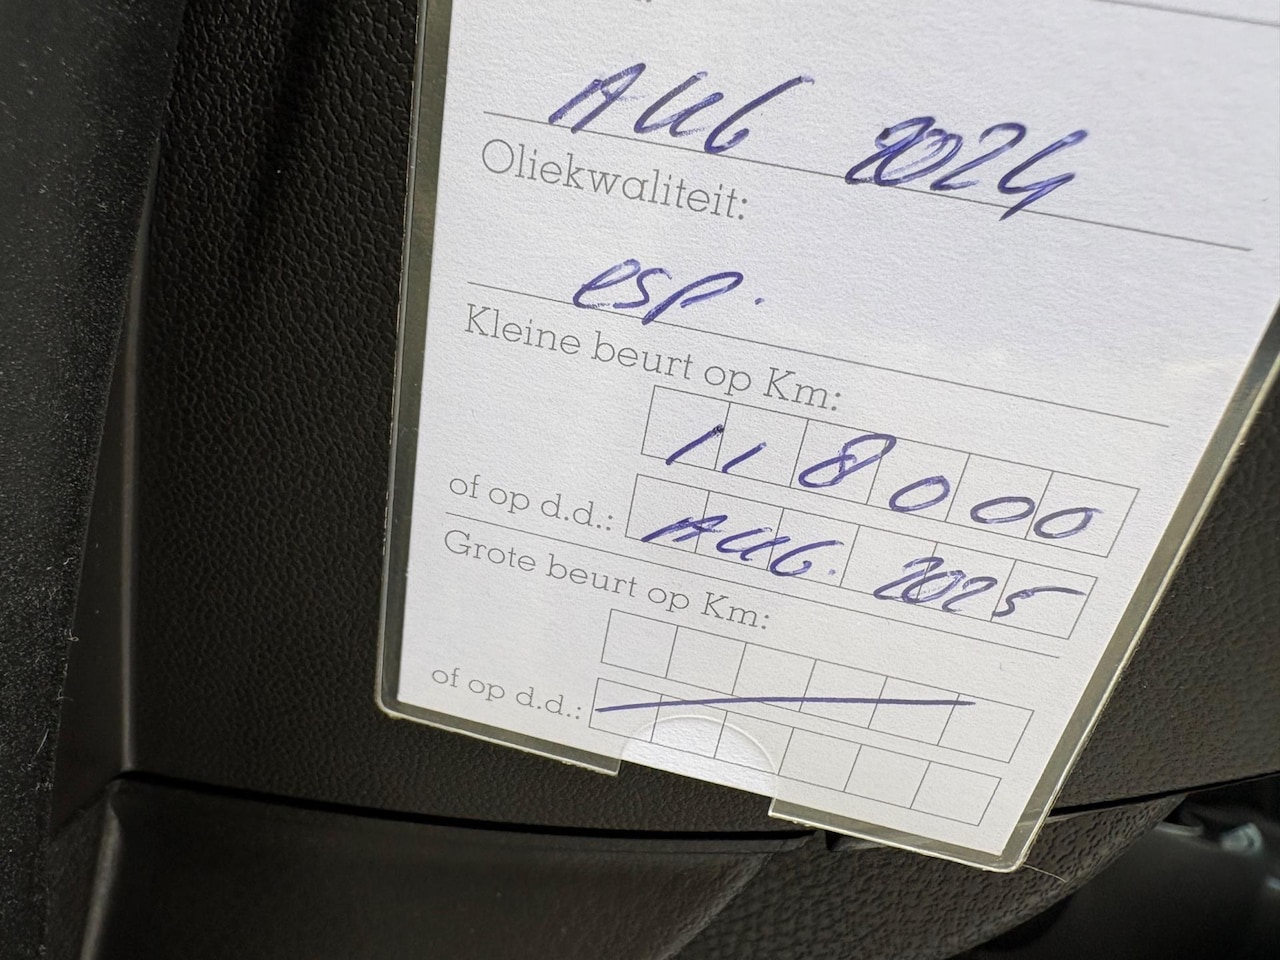 AUG 2024
Oliekwaliteit:
esp.
Kleine beurt op Km:
118000
of op d.d.: AUG. 2025
Grote beurt op Km:
of op d.d.: